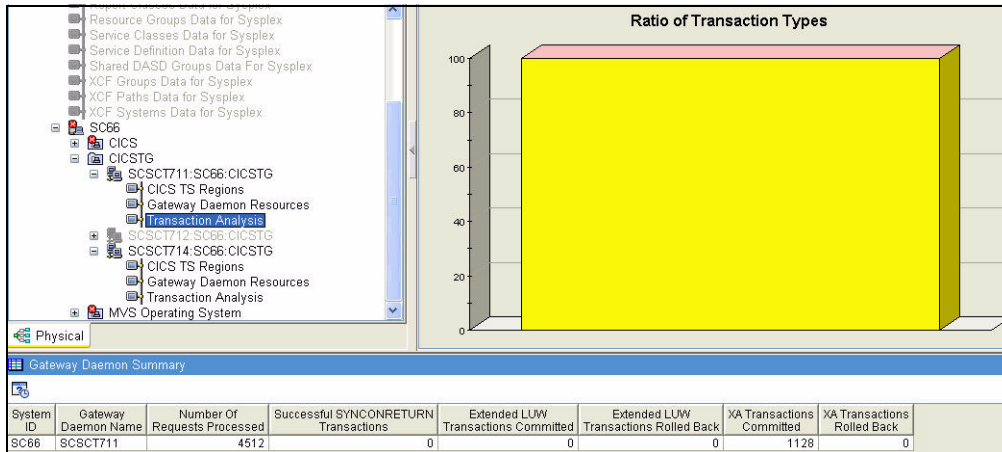 Report Classes Data for Sysplex
Resource Groups Data for Sysplex
Service Classes Data for Sysplex
Service Definition Data for Sysplex
Shared DASD Groups Data For Sysplex
XCF Groups Data for Sysplex
XCF Paths Data for Sysplex
XCF Systems Data for Sysplex
SC66
CICS
CICSTG
SCSCT711:SC66:CICSTG
CICS TS Regions
Gateway Daemon Resources
Transaction Analysis
SCSCT712:SC66:CICSTG
SCSCT714:SC66:CICSTG
CICS TS Regions
Gateway Daemon Resources
Transaction Analysis
MVS Operating System
Physical
Ratio of Transaction Types
100
80
60
40
20
0
Gateway Daemon Summary
System ID Gateway Daemon Name Number Of Requests Processed Successful SYNCONRETURN Transactions Extended LUW Transactions Committed Extended LUW Transactions Rolled Back XA Transactions Committed XA Transactions Rolled Back
SC66 SCSCT711 4512 0 0 0 1128 0